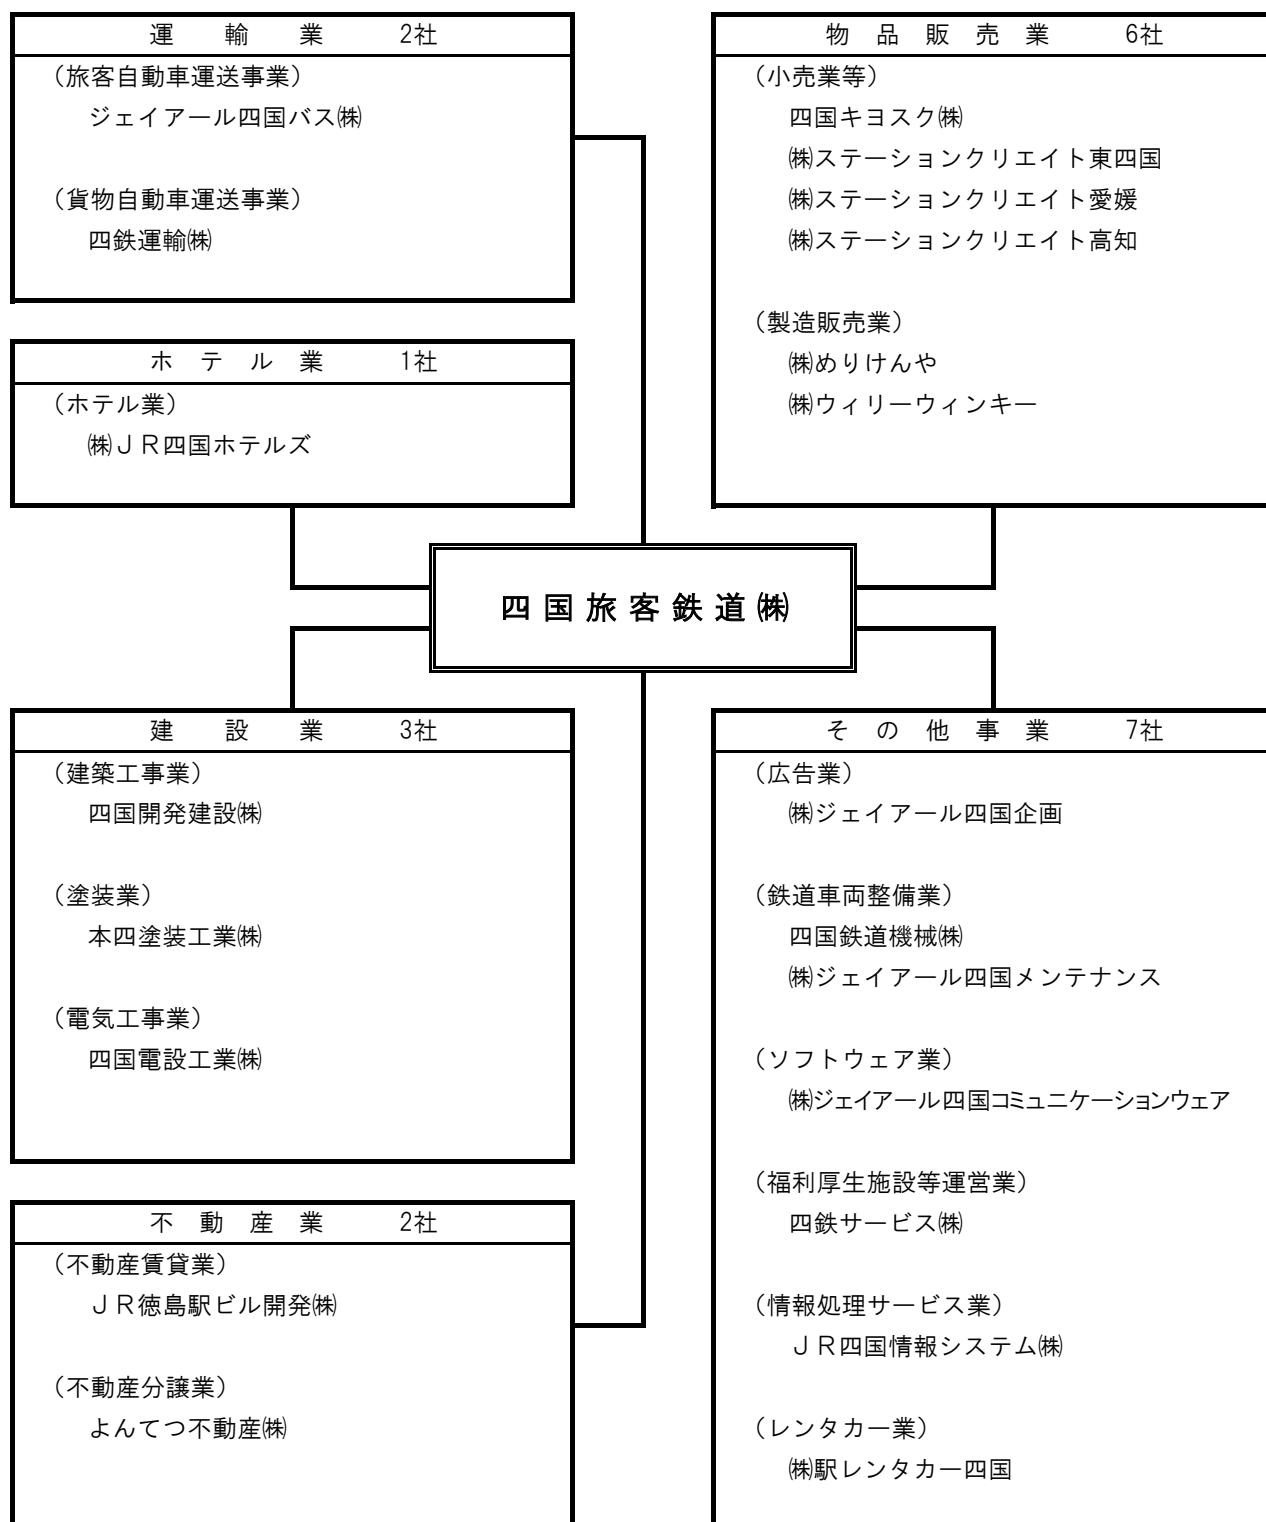 運輸業 2社
（旅客自動車運送事業）
ジェイアール四国バス㈱
（貨物自動車運送事業）
四鉄運輸㈱
ホテル業 1社
（ホテル業）
㈱ＪＲ四国ホテルズ
物品販売業 6社
（小売業等）
四国キヨスク㈱
㈱ステーションクリエイト東四国
㈱ステーションクリエイト愛媛
㈱ステーションクリエイト高知
（製造販売業）
㈱めりけんや
㈱ウィリーウィンキー
四国旅客鉄道㈱
建設業 3社
（建築工事業）
四国開発建設㈱
（塗装業）
本四塗装工業㈱
（電気工事業）
四国電設工業㈱
不動産業 2社
（不動産賃貸業）
ＪＲ徳島駅ビル開発㈱
（不動産分譲業）
よんてつ不動産㈱
その他事業 7社
（広告業）
㈱ジェイアール四国企画
（鉄道車両整備業）
四国鉄道機械㈱
㈱ジェイアール四国メンテナンス
（ソフトウェア業）
㈱ジェイアール四国コミュニケーションウェア
（福利厚生施設等運営業）
四鉄サービス㈱
（情報処理サービス業）
ＪＲ四国情報システム㈱
（レンタカー業）
㈱駅レンタカー四国